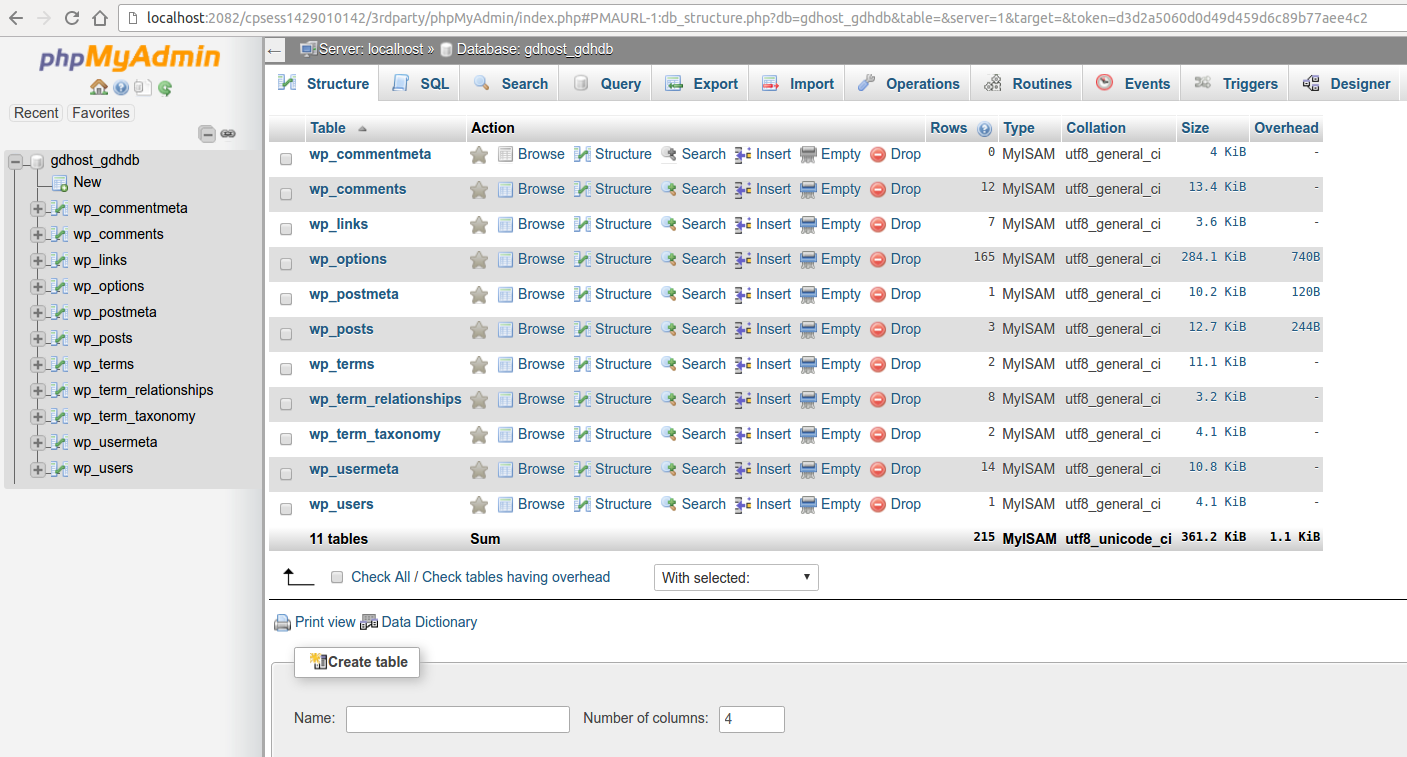 localhost:2082/cpsess1429010142/3rdparty/phpMyAdmin/index.php#PMAURL-1:db_structure.php?db=gdhost_gdhdb&table=&server=1&target=&token=d3d2a5060d0d49d459d6c89b77aee4c2
phpMyAdmin
Recent Favorites
gdhost_gdhdb
New
wp_commentmeta
wp_comments
wp_links
wp_options
wp_postmeta
wp_posts
wp_terms
wp_term_relationships
wp_term_taxonomy
wp_usermeta
wp_users
Server: localhost » Database: gdhost_gdhdb
Structure SQL Search Query Export Import Operations Routines Events Triggers Designer
Table Action Rows Type Collation Size Overhead
wp_commentmeta Browse Structure Search Insert Empty Drop 0 MyISAM utf8_general_ci 4 KiB -
wp_comments Browse Structure Search Insert Empty Drop 12 MyISAM utf8_general_ci 13.4 KiB -
wp_links Browse Structure Search Insert Empty Drop 7 MyISAM utf8_general_ci 3.6 KiB -
wp_options Browse Structure Search Insert Empty Drop 165 MyISAM utf8_general_ci 284.1 KiB 740B
wp_postmeta Browse Structure Search Insert Empty Drop 1 MyISAM utf8_general_ci 10.2 KiB 120B
wp_posts Browse Structure Search Insert Empty Drop 3 MyISAM utf8_general_ci 12.7 KiB 244B
wp_terms Browse Structure Search Insert Empty Drop 2 MyISAM utf8_general_ci 11.1 KiB -
wp_term_relationships Browse Structure Search Insert Empty Drop 8 MyISAM utf8_general_ci 3.2 KiB -
wp_term_taxonomy Browse Structure Search Insert Empty Drop 2 MyISAM utf8_general_ci 4.1 KiB -
wp_usermeta Browse Structure Search Insert Empty Drop 14 MyISAM utf8_general_ci 10.8 KiB -
wp_users Browse Structure Search Insert Empty Drop 1 MyISAM utf8_general_ci 4.1 KiB -
11 tables Sum 215 MyISAM utf8_unicode_ci 361.2 KiB 1.1 KiB
Check All / Check tables having overhead With selected:
Print view Data Dictionary
Create table
Name: Number of columns: 4